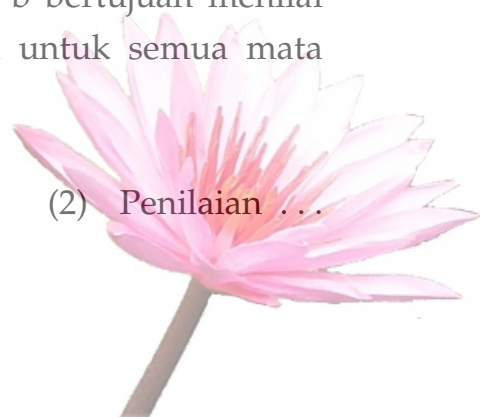 b bertujuan menilai
untuk semua mata
(2) Penilaian . . .